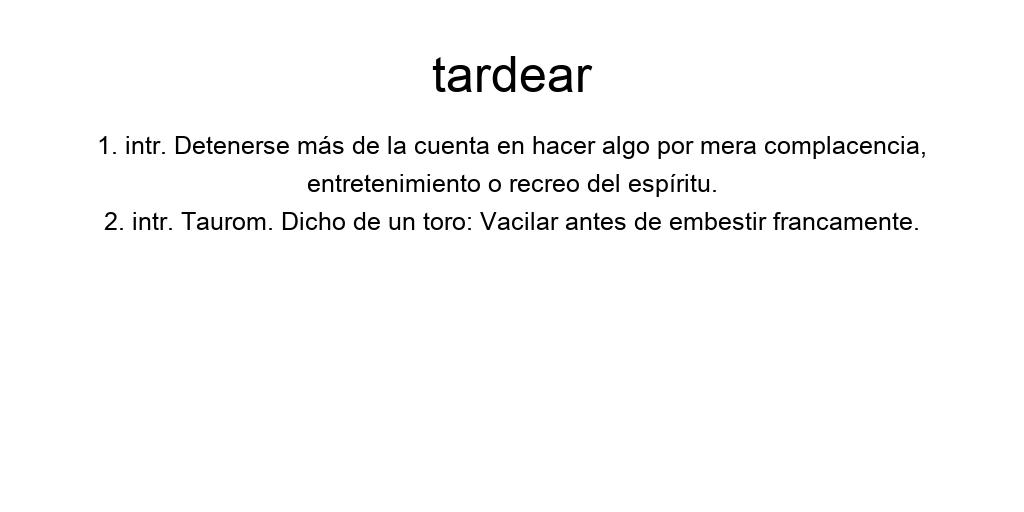 tardear
1. intr. Detenerse más de la cuenta en hacer algo por mera complacencia,
entretenimiento o recreo del espíritu.
2. intr. Taurom. Dicho de un toro: Vacilar antes de embestir francamente.